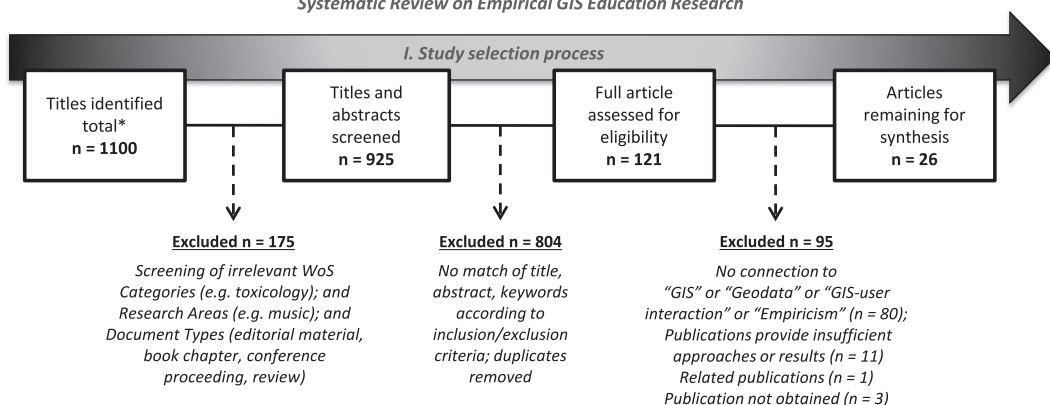 Systematic Review on Empirical GIS Education Research
I. Study selection process
Titles identified
total*
n = 1100
Titles and
abstracts
screened
n = 925
Full article
assessed for
eligibility
n = 121
Articles
remaining for
synthesis
n = 26
Excluded n = 175
Screening of irrelevant WoS
Categories (e.g. toxicology); and
Research Areas (e.g. music); and
Document Types (editorial material,
book chapter, conference
proceeding, review)
Excluded n = 804
No match of title,
abstract, keywords
according to
inclusion/exclusion
criteria; duplicates
removed
Excluded n = 95
No connection to
“GIS” or “Geodata” or “GIS-user
interaction” or “Empiricism” (n = 80);
Publications provide insufficient
approaches or results (n = 11)
Related publications (n = 1)
Publication not obtained (n = 3)